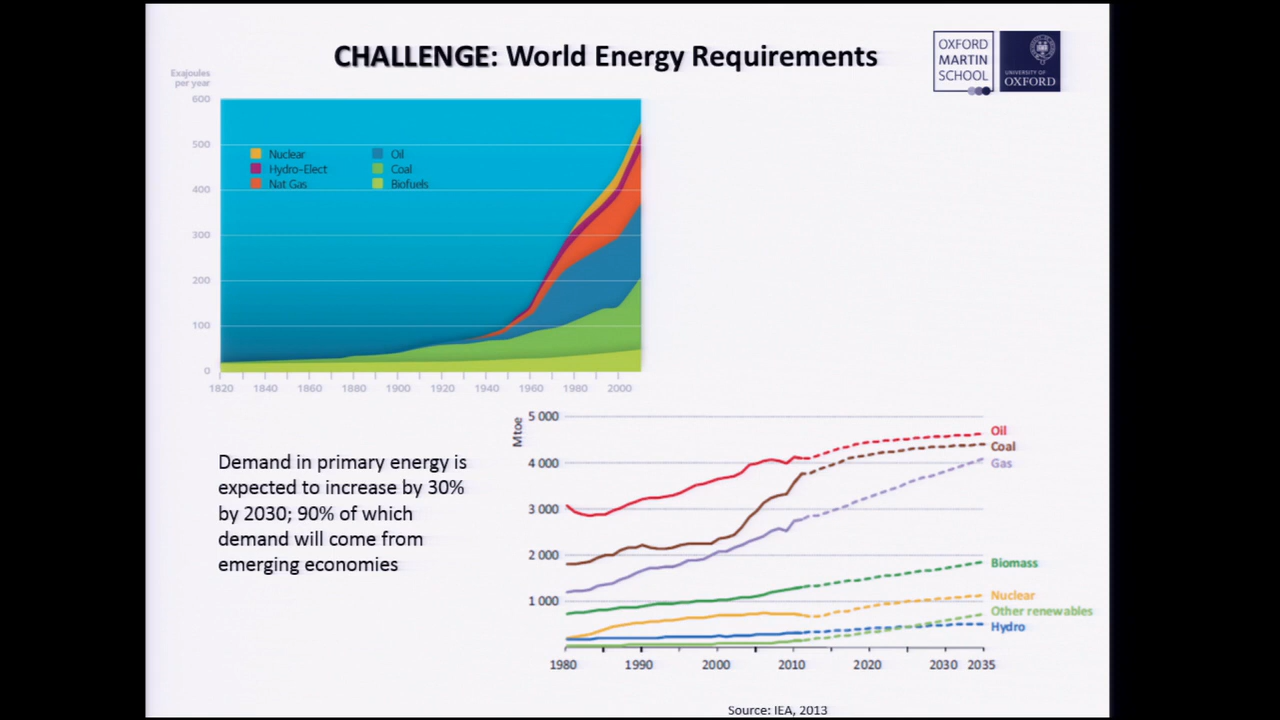 CHALLENGE: World Energy Requirements
OXFORD
MARTIN
SCHOOL
UNIVERSITY OF
OXFORD
Exajoules
per year
600
500
400
300
200
100
0
Nuclear
Oil
Hydro-Elect
Coal
Nat Gas
Biofuels
1820 1840 1860 1880 1900 1920 1940 1960 1980 2000
Demand in primary energy is
expected to increase by 30%
by 2030; 90% of which
demand will come from
emerging economies
Mtoe
5 000
4 000
3 000
2 000
1 000
Oil
Coal
Gas
Biomass
Nuclear
Other renewables
Hydro
1980 1990 2000 2010 2020 2030 2035
Source: IEA, 2013